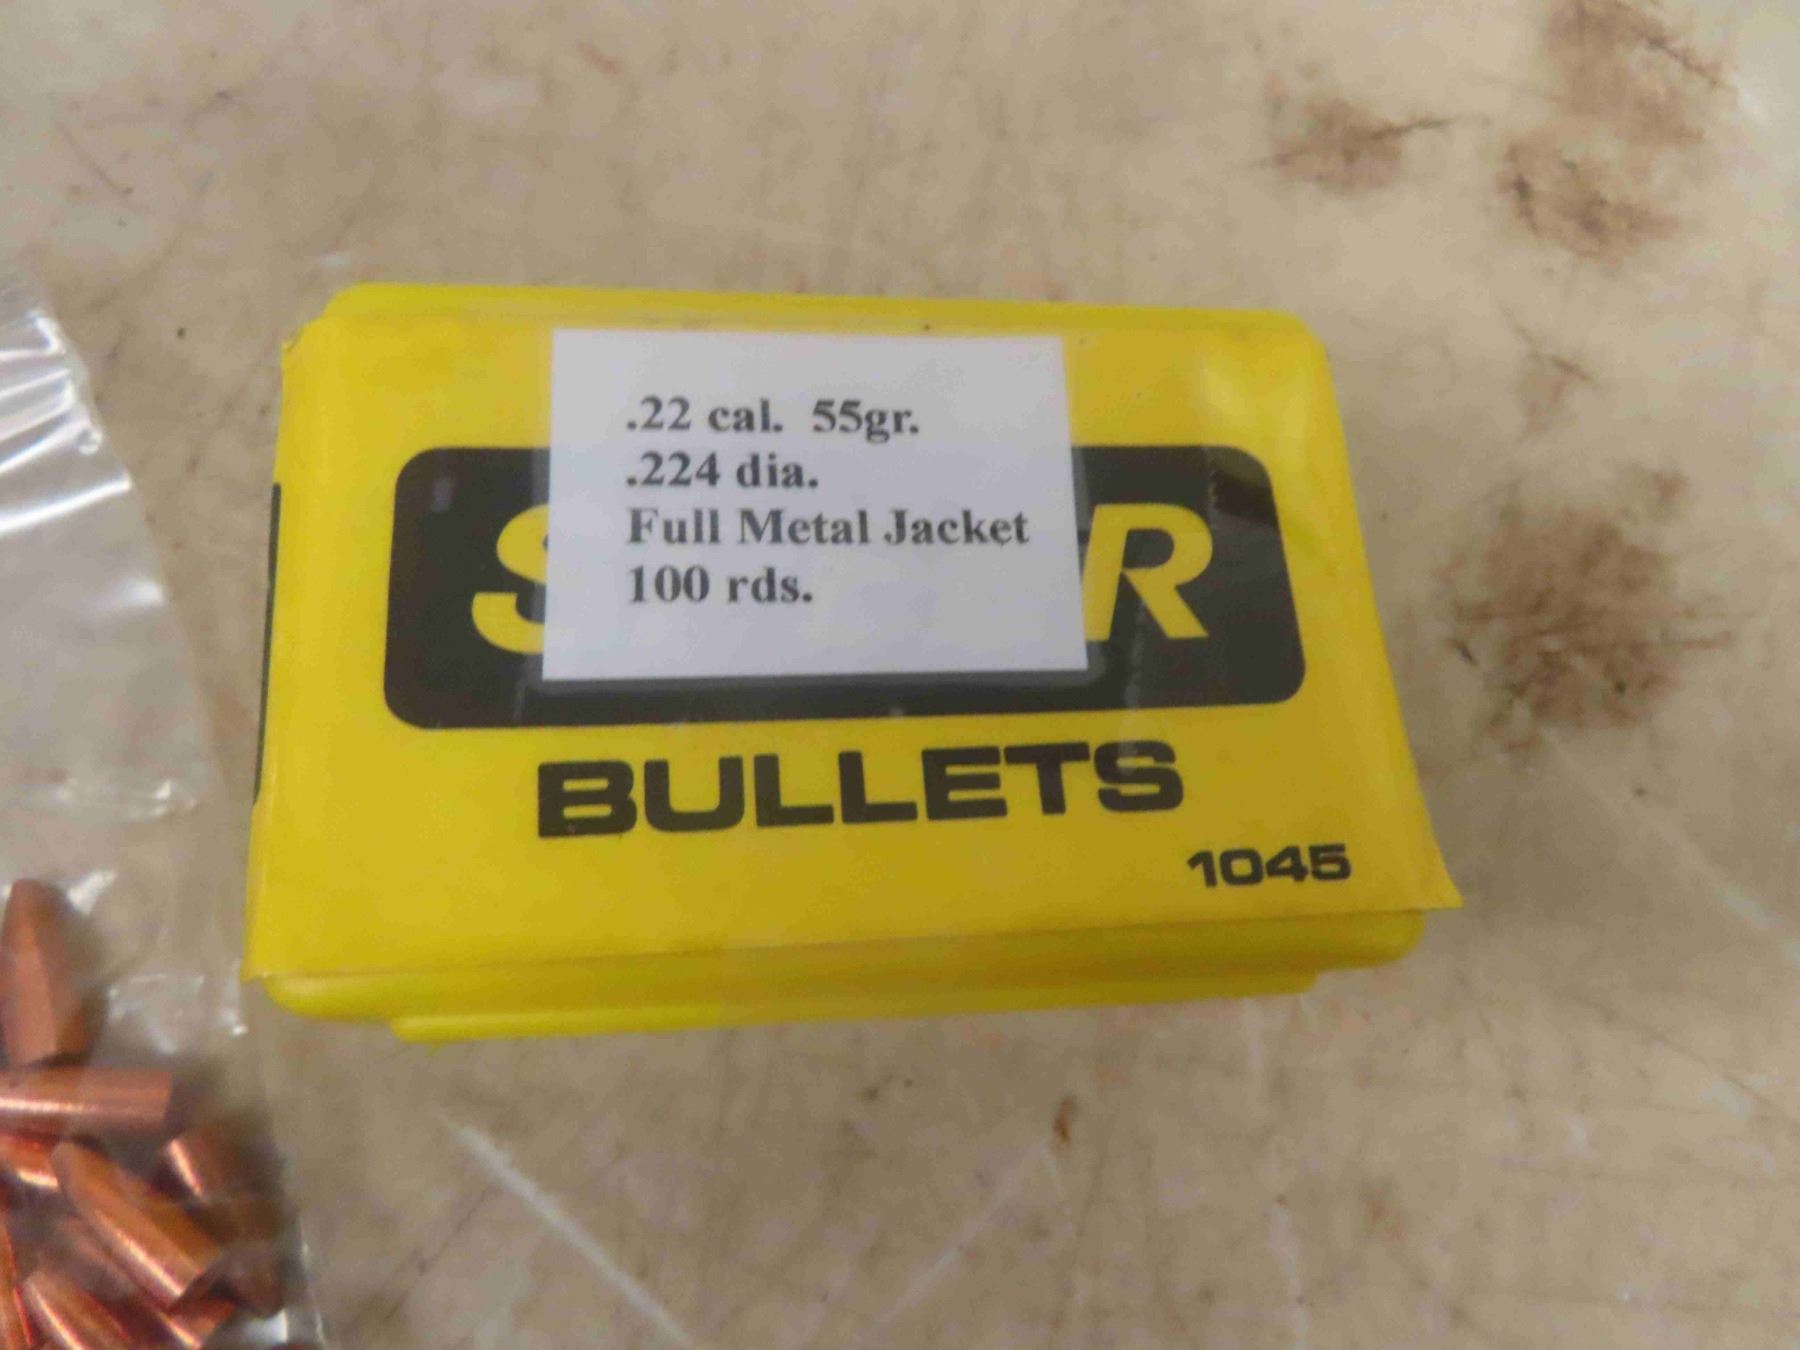 .22 cal. 55gr.
.224 dia.
Full Metal Jacket
100 rds.
BULLETS
1045